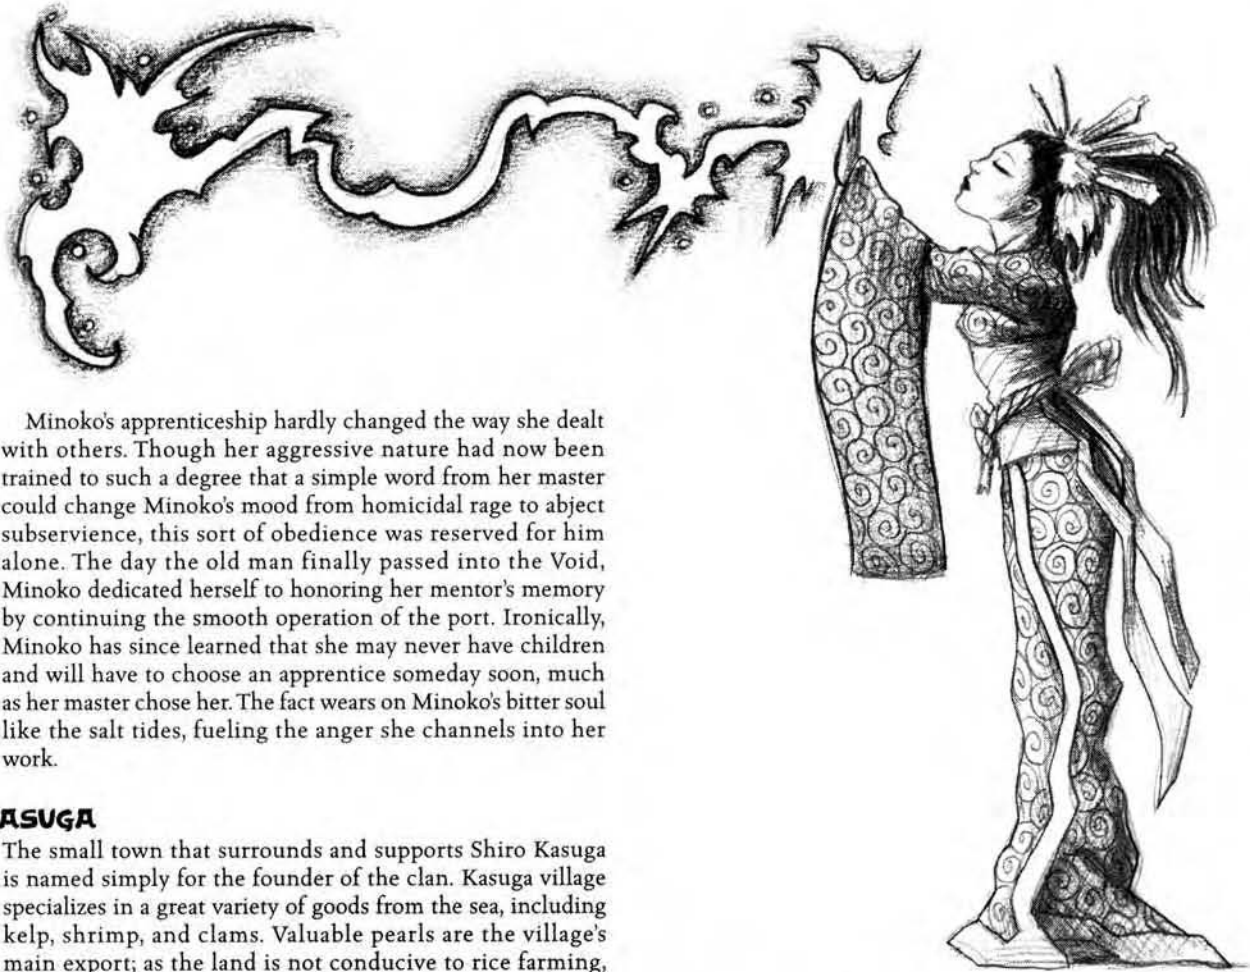 Minoko's apprenticeship hardly changed the way she dealt
with others. Though her aggressive nature had now been
trained to such a degree that a simple word from her master
could change Minoko's mood from homicidal rage to abject
subservience, this sort of obedience was reserved for him
alone. The day the old man finally passed into the Void,
Minoko dedicated herself to honoring her mentor's memory
by continuing the smooth operation of the port. Ironically,
Minoko has since learned that she may never have children
and will have to choose an apprentice someday soon, much
as her master chose her. The fact wears on Minoko's bitter soul
like the salt tides, fueling the anger she channels into her
work.
ASUGA
The small town that surrounds and supports Shiro Kasuga
is named simply for the founder of the clan. Kasuga village
specializes in a great variety of goods from the sea, including
kelp, shrimp, and clams. Valuable pearls are the village's
main export; as the land is not conducive to rice farming,